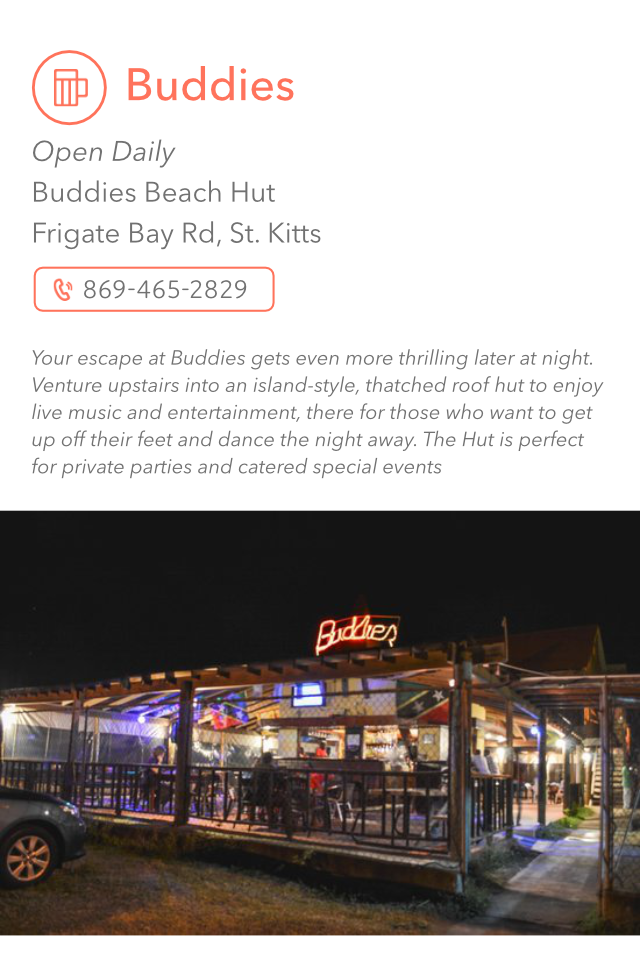 Buddies
Open Daily
Buddies Beach Hut
Frigate Bay Rd, St. Kitts
869-465-2829
Your escape at Buddies gets even more thrilling later at night.
Venture upstairs into an island-style, thatched roof hut to enjoy
live music and entertainment, there for those who want to get
up off their feet and dance the night away. The Hut is perfect
for private parties and catered special events
Buddies